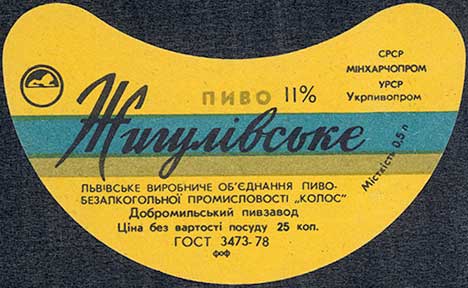 ПИВО 11%
СРСР
МІНХАРЧОПРОМ
УРСР
Укрпивопром
Жигулівське
Місткість 0,5 л
ЛЬВІВСЬКЕ ВИРОБНИЧЕ ОБ'ЄДНАННЯ ПИВО-
БЕЗАЛКОГОЛЬНОЇ ПРОМИСЛОВОСТІ „КОЛОС"
Добромильський пивзавод
Ціна без вартості посуду 25 коп.
ГОСТ 3473-78
фоф